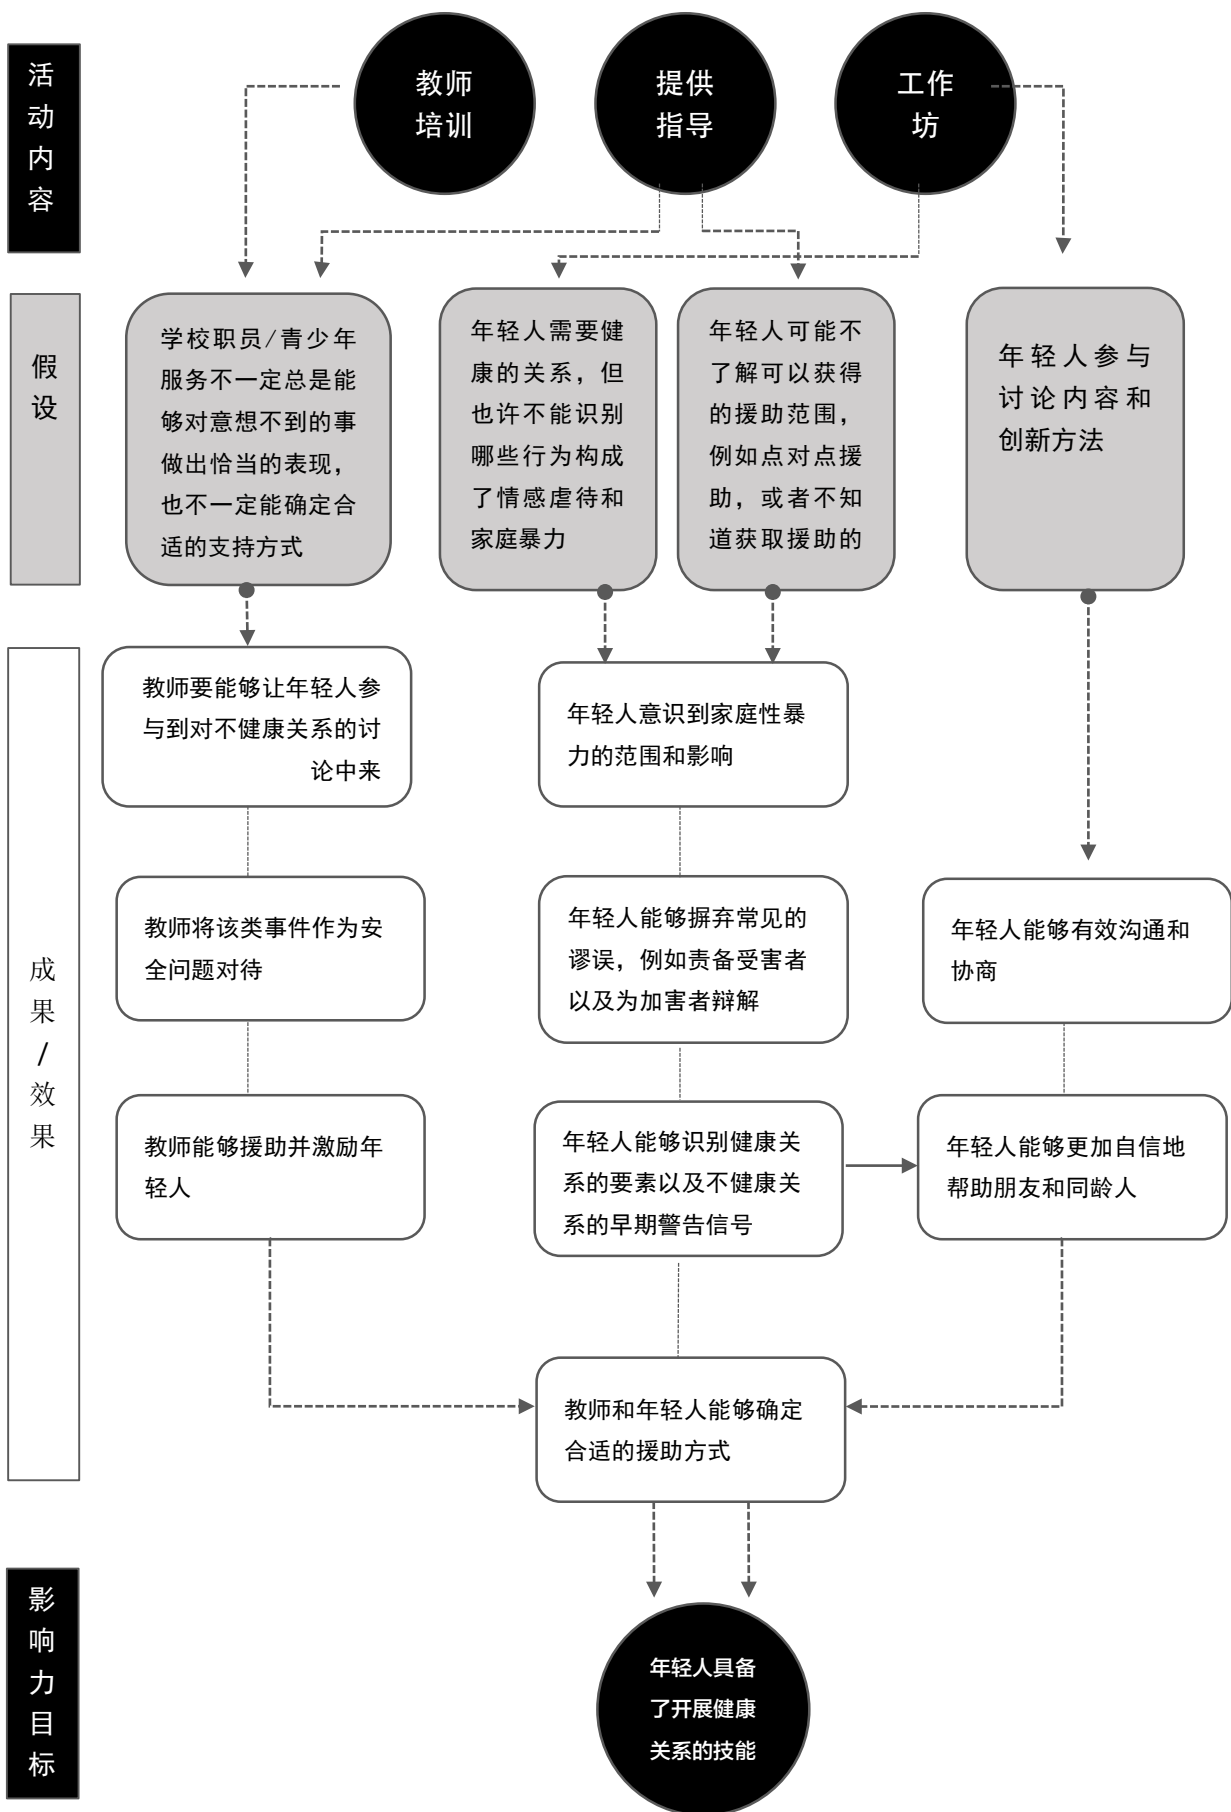 活
动
内
容
教师
培训
提供
指导
工作
坊
假
设
学校职员/青少年
服务不一定总是能
够对意想不到的事
做出恰当的表现，
也不一定能确定合
适的支持方式
年轻人需要健
康的关系，但
也许不能识别
哪些行为构成
了情感虐待和
家庭暴力
年轻人可能不
了解可以获得
的援助范围，
例如点对点援
助，或者不知
道获取援助的
年轻人参与
讨论内容和
创新方法
成
果
/
效
果
教师要能够让年轻人参
与到对不健康关系的讨
论中来
年轻人意识到家庭性暴
力的范围和影响
教师将该类事件作为安
全问题对待
年轻人能够摒弃常见的
谬误，例如责备受害者
以及为加害者辩解
年轻人能够有效沟通和
协商
教师能够援助并激励年
轻人
年轻人能够识别健康关
系的要素以及不健康关
系的早期警告信号
年轻人能够更加自信地
帮助朋友和同龄人
教师和年轻人能够确定
合适的援助方式
影
响
力
目
标
年轻人具备
了开展健康
关系的技能